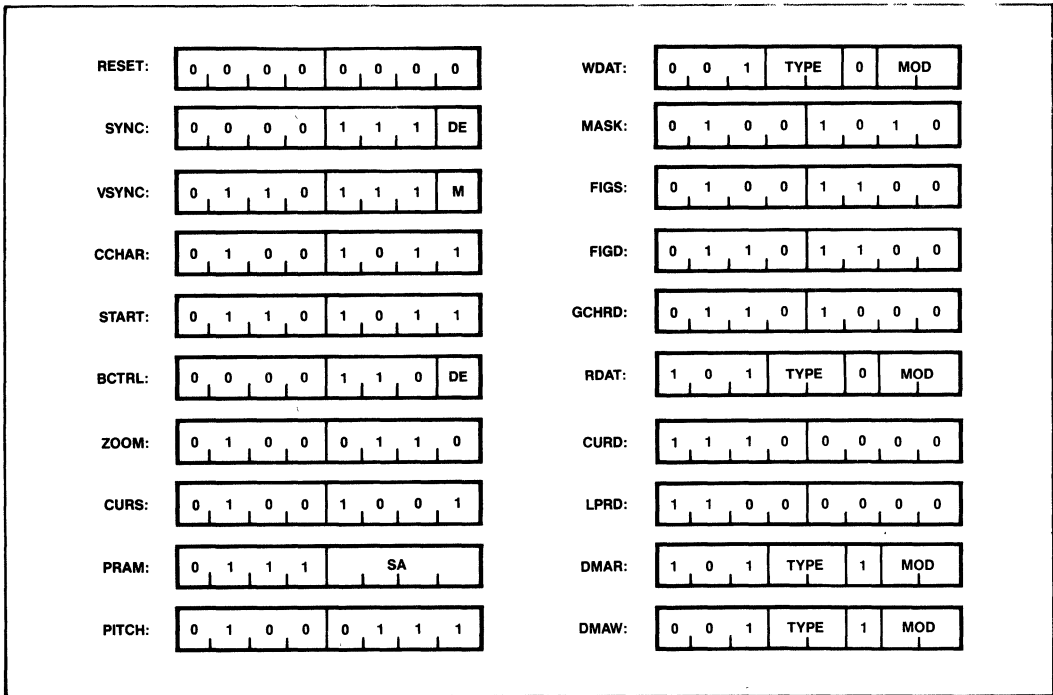 RESET: 0 0 0 0 0 0 0 0
SYNC: 0 0 0 0 1 1 1 DE
VSYNC: 0 1 1 0 1 1 1 M
CCHAR: 0 1 0 0 1 0 1 1
START: 0 1 1 0 1 0 1 1
BCTRL: 0 0 0 0 1 1 0 DE
ZOOM: 0 1 0 0 0 1 1 0
CURS: 0 1 0 0 1 0 0 1
PRAM: 0 1 1 1 SA
PITCH: 0 1 0 0 0 1 1 1
WDAT: 0 0 1 TYPE 0 MOD
MASK: 0 1 0 0 1 0 1 0
FIGS: 0 1 0 0 1 1 0 0
FIGD: 0 1 1 0 1 1 0 0
GCHRD: 0 1 1 0 1 0 0 0
RDAT: 1 0 1 TYPE 0 MOD
CURD: 1 1 1 0 0 0 0 0
LPRD: 1 1 0 0 0 0 0 0
DMAR: 1 0 1 TYPE 1 MOD
DMAW: 0 0 1 TYPE 1 MOD